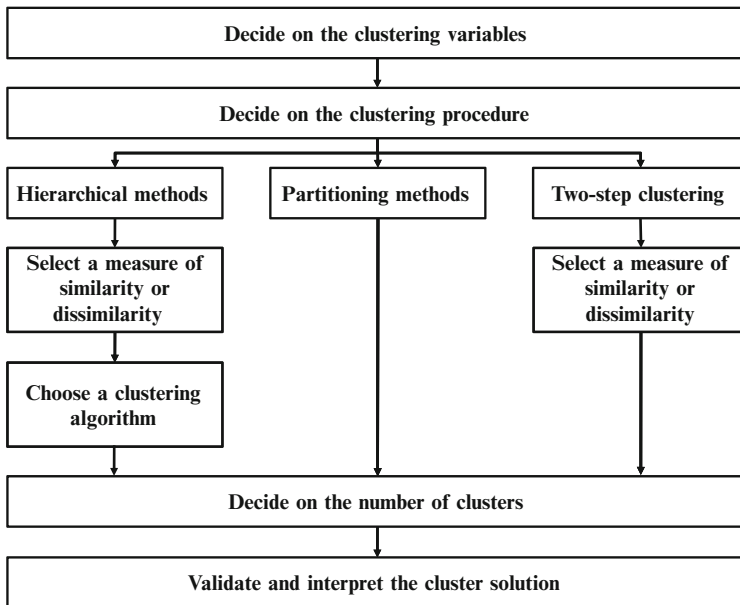 Decide on the clustering variables
Decide on the clustering procedure
Hierarchical methods
Partitioning methods
Two-step clustering
Select a measure of
similarity or
dissimilarity
Select a measure of
similarity or
dissimilarity
Choose a clustering
algorithm
Decide on the number of clusters
Validate and interpret the cluster solution